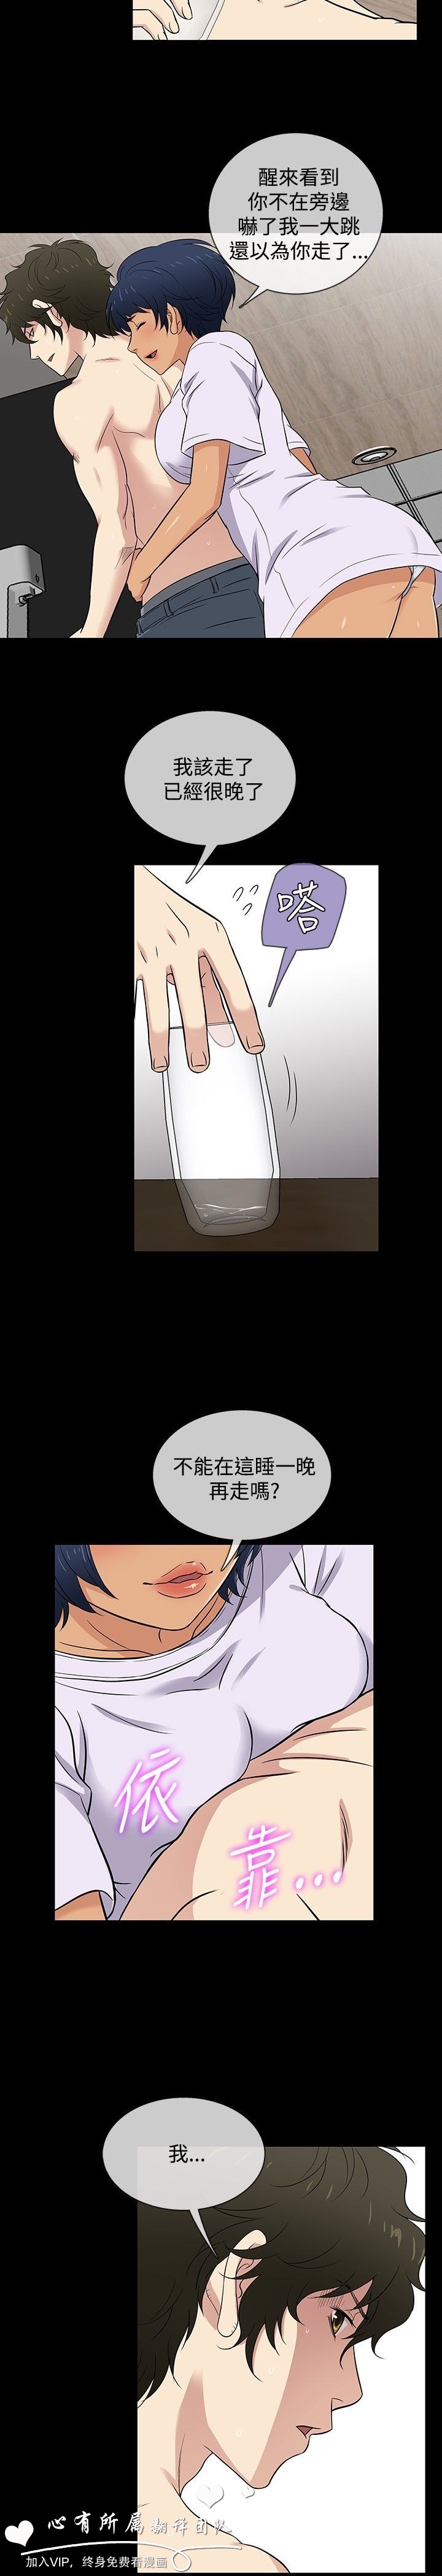 醒來看到
你不在旁邊
嚇了我一大跳
還以為你走了...
我該走了
已經很晚了
嗒
不能在這睡一晚
再走嗎?
依
靠...
我...
心有所属翻译团队
加入VIP，终身免费看漫画